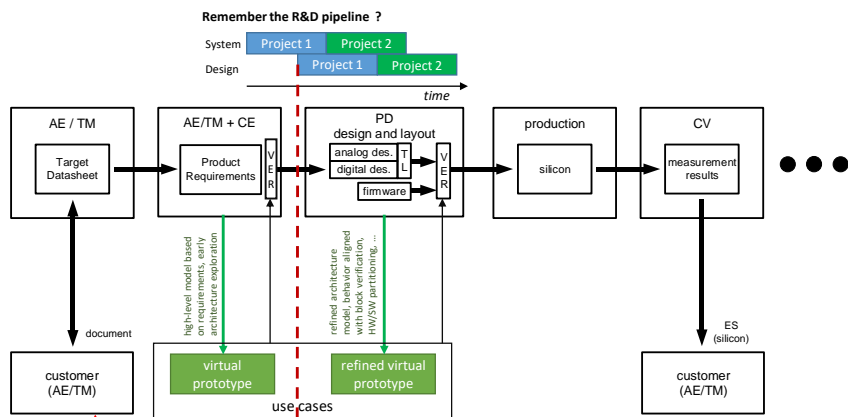 Remember the R&D pipeline ?
System
Project 1
Project 2
Design
Project 1
Project 2
time
AE / TM
Target
Datasheet
AE/TM + CE
Product
Requirements
VER
PD
design and layout
analog des.
digital des.
TL
firmware
VER
production
silicon
CV
measurement
results
high-level model based
on requirements, early
architecture exploration
refined architecture
model, behavior aligned
with block verification,
HW/SW partitioning, ...
document
ES
(silicon)
customer
(AE/TM)
virtual
prototype
refined virtual
prototype
use cases
customer
(AE/TM)